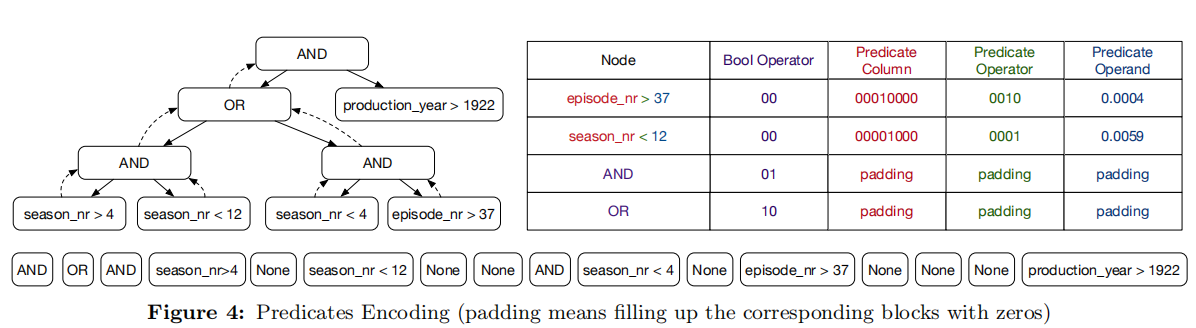 AND
OR
production_year > 1922
AND
AND
season_nr > 4
season_nr < 12
season_nr < 4
episode_nr > 37
Node Bool Operator Predicate Column Predicate Operator Predicate Operand
episode_nr > 37 00 00010000 0010 0.0004
season_nr < 12 00 00001000 0001 0.0059
AND 01 padding padding padding
OR 10 padding padding padding
AND OR AND season_nr>4 None season_nr < 12 None None AND season_nr < 4 None episode_nr > 37 None None None production_year > 1922
Figure 4: Predicates Encoding (padding means filling up the corresponding blocks with zeros)